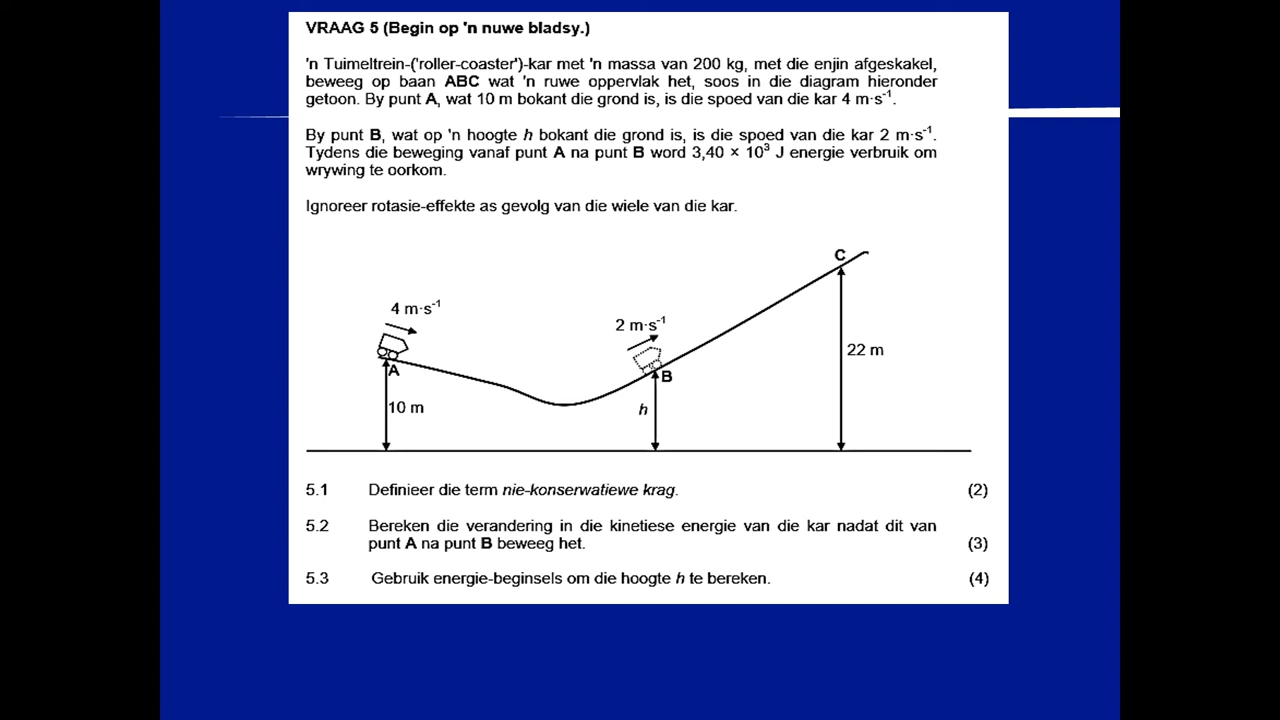 VRAAG 5 (Begin op 'n nuwe bladsy.)
'n Tuimeltrein-('roller-coaster')-kar met 'n massa van 200 kg, met die enjin afgeskakel,
beweeg op baan ABC wat 'n ruwe oppervlak het, soos in die diagram hieronder
getoon. By punt A, wat 10 m bokant die grond is, is die spoed van die kar 4 m·s⁻¹.
By punt B, wat op 'n hoogte h bokant die grond is, is die spoed van die kar 2 m·s⁻¹.
Tydens die beweging vanaf punt A na punt B word 3,40 × 10³ J energie verbruik om
wrywing te oorkom.
Ignoreer rotasie-effekte as gevolg van die wiele van die kar.
C
4 m·s⁻¹
2 m·s⁻¹
22 m
A
B
10 m
h
5.1 Definieer die term nie-konserwatiewe krag. (2)
5.2 Bereken die verandering in die kinetiese energie van die kar nadat dit van
punt A na punt B beweeg het. (3)
5.3 Gebruik energie-beginsels om die hoogte h te bereken. (4)